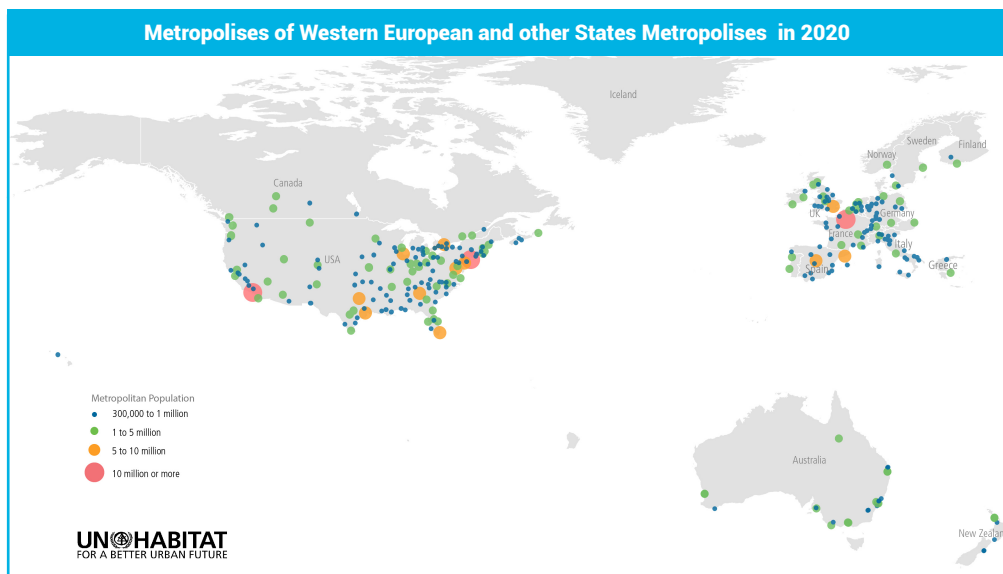 Metropolises of Western European and other States Metropolises in 2020
Iceland
Sweden
Finland
Norway
Canada
UK
Germany
France
Italy
USA
Greece
Spain
Metropolitan Population
300,000 to 1 million
1 to 5 million
5 to 10 million
10 million or more
Australia
UN HABITAT
FOR A BETTER URBAN FUTURE
New Zealan